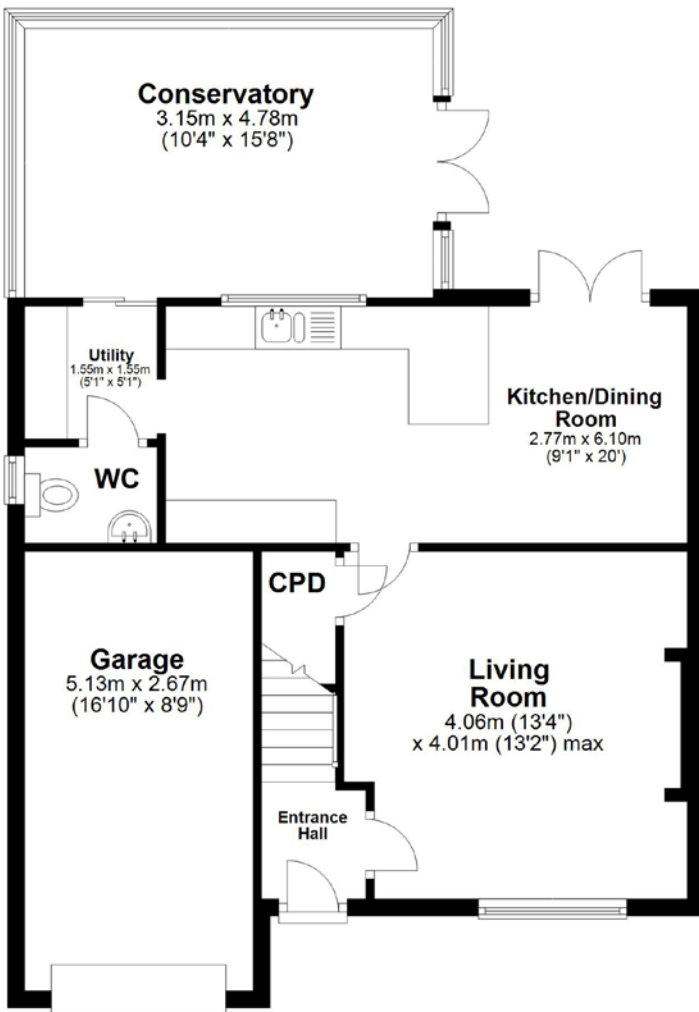 Conservatory
3.15m x 4.78m
(10'4" x 15'8")
Utility
1.55m x 1.55m
(5'1" x 5'1")
Kitchen/Dining
Room
2.77m x 6.10m
(9'1" x 20')
WC
CPD
Garage
5.13m x 2.67m
(16'10" x 8'9")
Living
Room
4.06m (13'4")
x 4.01m (13'2") max
Entrance
Hall